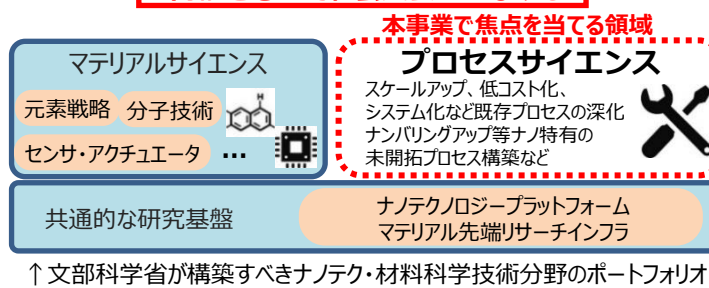 本事業で焦点を当てる領域
マテリアルサイエンス
元素戦略 分子技術
センサ・アクチュエータ …
プロセスサイエンス
スケールアップ、低コスト化、
システム化など既存プロセスの深化
ナンバリングアップ等ナノ特有の
未開拓プロセス構築など
共通的な研究基盤
ナノテクノロジープラットフォーム
マテリアル先端リサーチインフラ
↑文部科学省が構築すべきナノテク・材料科学技術分野のポートフォリオ